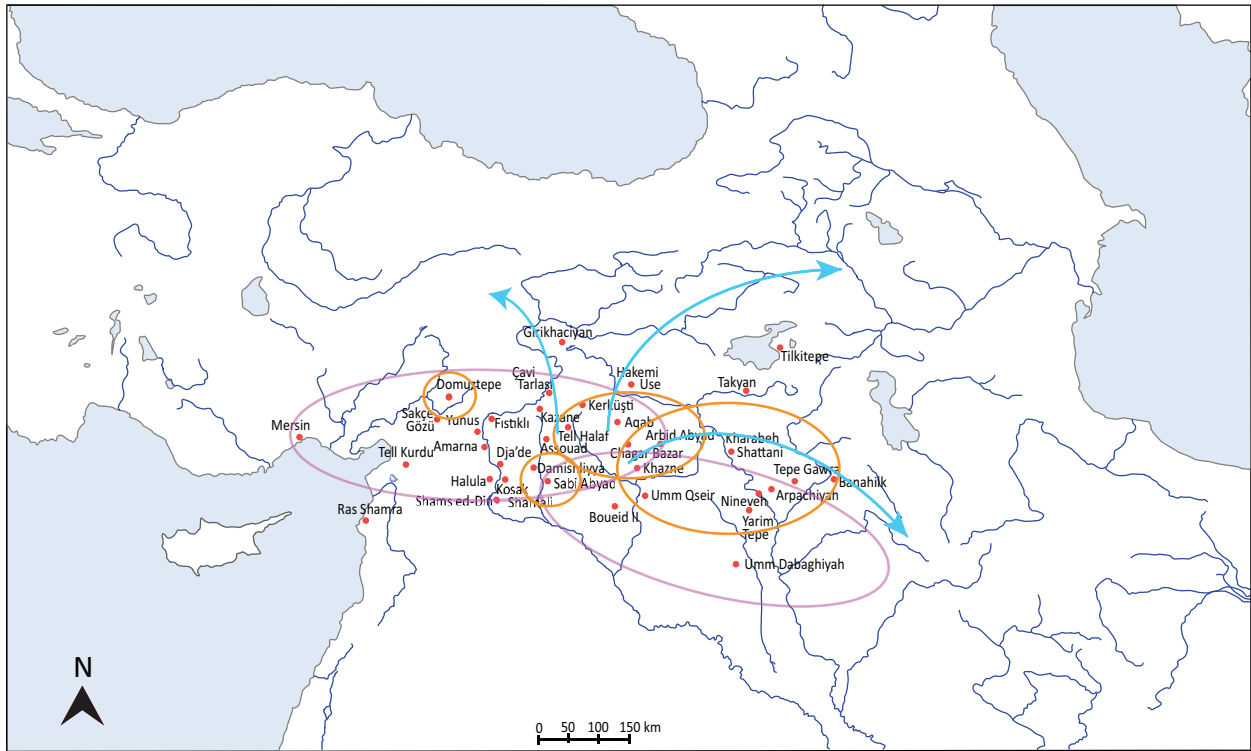 Girikhaciyan
Tilkitepe
Çavi
Tarlası
Hakemi
Use
Takyan
Domuztepe
Kerküşti
Sakçe
Gözü
Yunus
Fıstıklı
Kazane
Aqab
Mersin
Tell Halaf
Arbid Abyad
Kharabeh
Shattani
Amarna
Assouad
Chagar Bazar
Tell Kurdu
Dja'de
Damishliyya
Khazne
Tepe Gawra
Halula
Kosak
Shamali
Sabi Abyad
Banahilk
Shams ed-Din
Umm Qseir
Nineveh
Arpachiyah
Ras Shamra
Boueid II
Yarim
Tepe
Umm Dabaghiyah
N
0 50 100 150 km